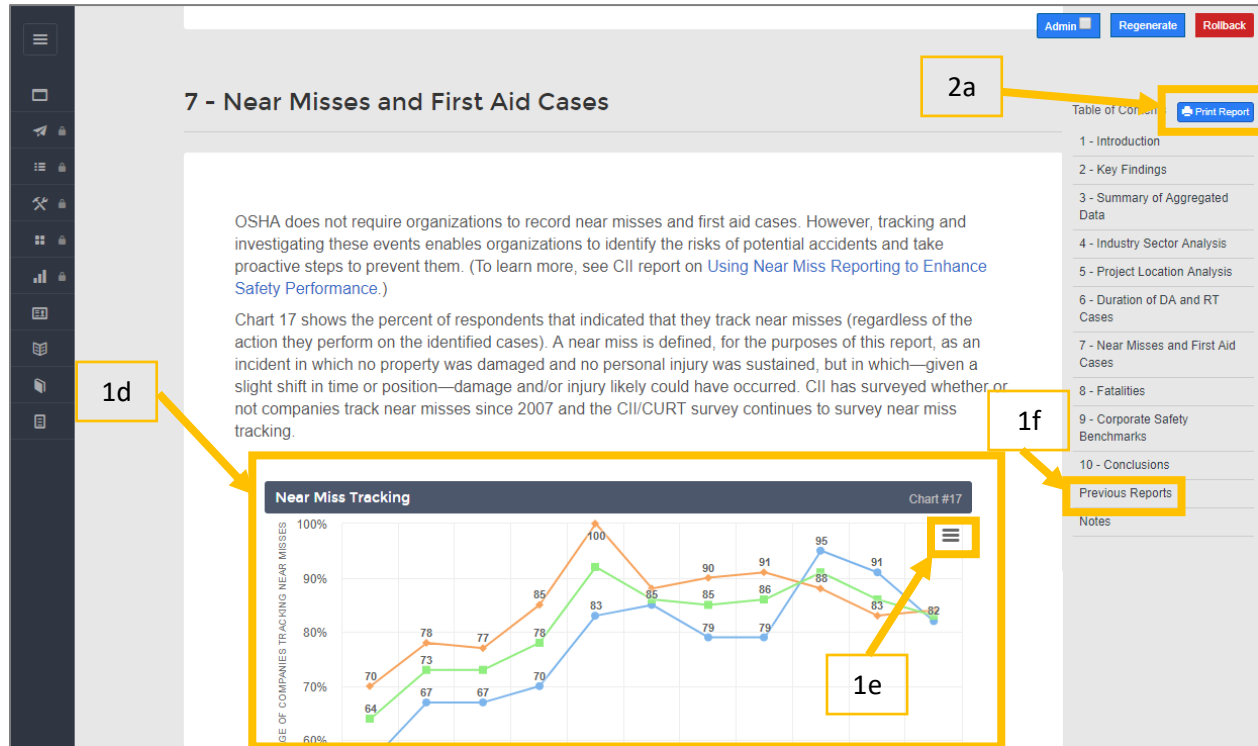 Admin
Regenerate
Rollback
2a
7 - Near Misses and First Aid Cases
Table of Contents
Print Report
1 - Introduction
2 - Key Findings
3 - Summary of Aggregated
Data
4 - Industry Sector Analysis
5 - Project Location Analysis
6 - Duration of DA and RT
Cases
7 - Near Misses and First Aid
Cases
8 - Fatalities
9 - Corporate Safety
Benchmarks
10 - Conclusions
Previous Reports
Notes
OSHA does not require organizations to record near misses and first aid cases. However, tracking and
investigating these events enables organizations to identify the risks of potential accidents and take
proactive steps to prevent them. (To learn more, see CII report on Using Near Miss Reporting to Enhance
Safety Performance.)
Chart 17 shows the percent of respondents that indicated that they track near misses (regardless of the
action they perform on the identified cases). A near miss is defined, for the purposes of this report, as an
incident in which no property was damaged and no personal injury was sustained, but in which—given a
slight shift in time or position—damage and/or injury likely could have occurred. CII has surveyed whether or
not companies track near misses since 2007 and the CII/CURT survey continues to survey near miss
tracking.
1d
1f
Near Miss Tracking
Chart #17
GE OF COMPANIES TRACKING NEAR MISSES
100%
90%
80%
70%
60%
70
78
77
85
100
90
91
88
83
82
64
73
78
85
85
86
86
67
67
70
83
79
79
95
91
1e